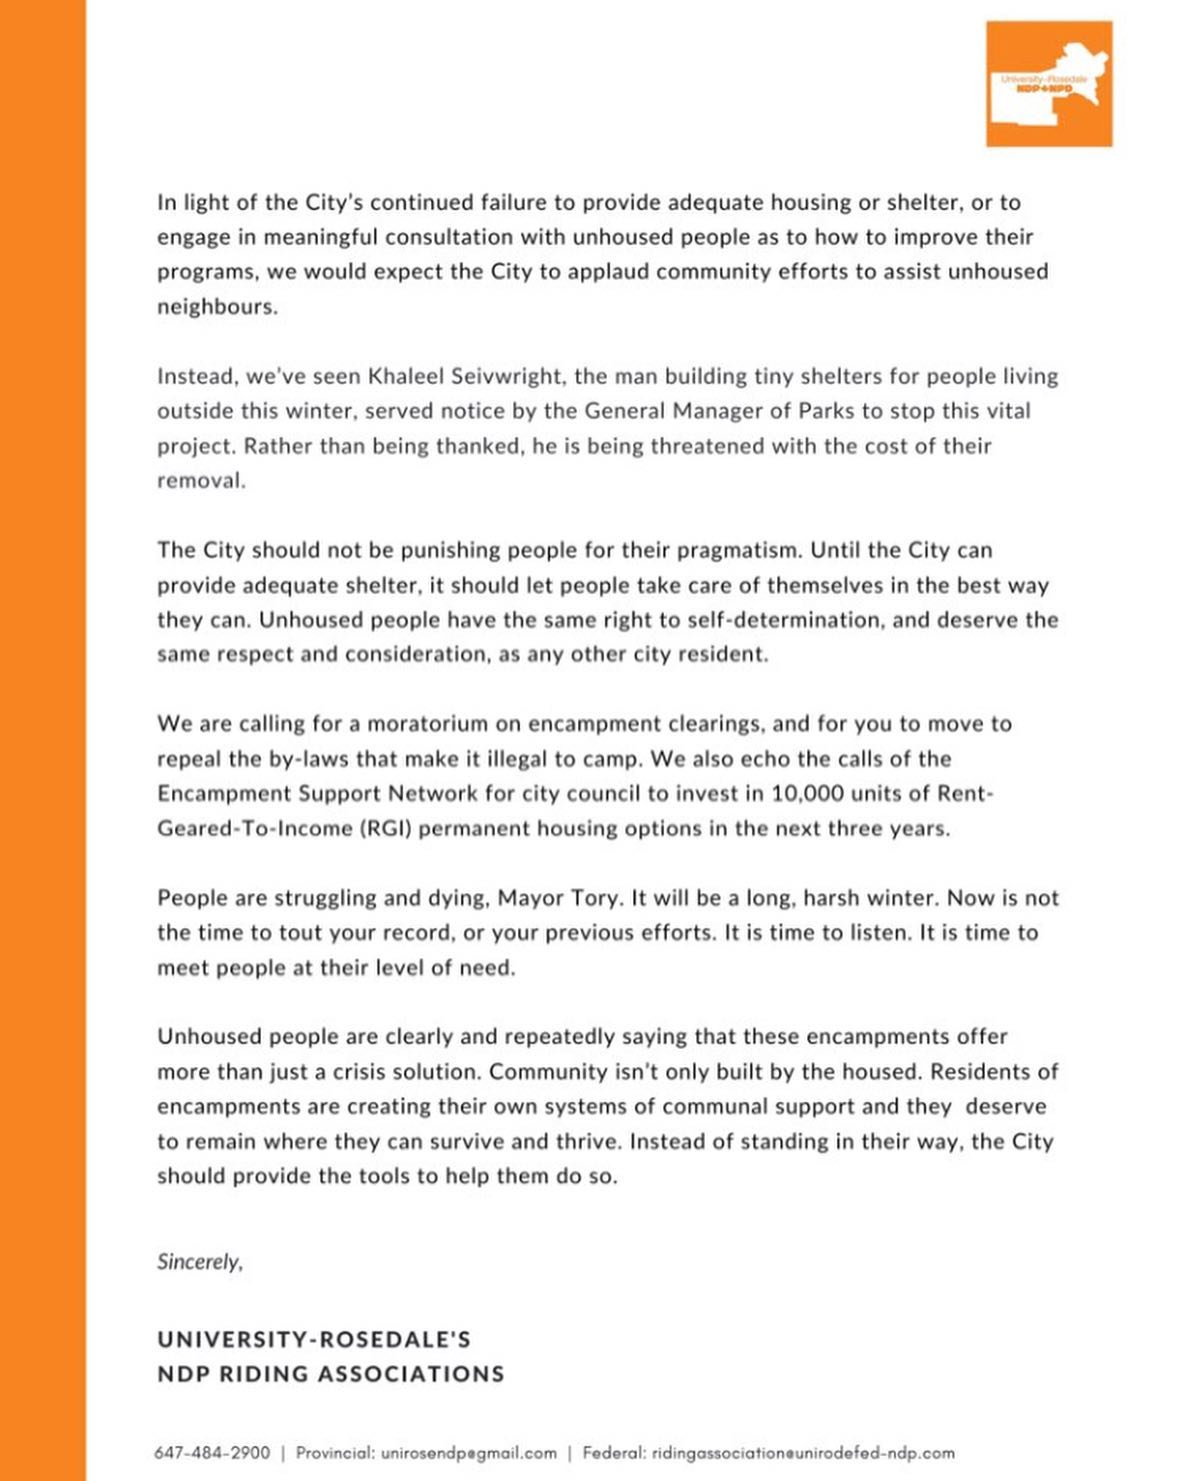 University-Rosedale
NDP+NPD
In light of the City's continued failure to provide adequate housing or shelter, or to
engage in meaningful consultation with unhoused people as to how to improve their
programs, we would expect the City to applaud community efforts to assist unhoused
neighbours.
Instead, we've seen Khaleel Seivwright, the man building tiny shelters for people living
outside this winter, served notice by the General Manager of Parks to stop this vital
project. Rather than being thanked, he is being threatened with the cost of their
removal.
The City should not be punishing people for their pragmatism. Until the City can
provide adequate shelter, it should let people take care of themselves in the best way
they can. Unhoused people have the same right to self-determination, and deserve the
same respect and consideration, as any other city resident.
We are calling for a moratorium on encampment clearings, and for you to move to
repeal the by-laws that make it illegal to camp. We also echo the calls of the
Encampment Support Network for city council to invest in 10,000 units of Rent-
Geared-To-Income (RGI) permanent housing options in the next three years.
People are struggling and dying, Mayor Tory. It will be a long, harsh winter. Now is not
the time to tout your record, or your previous efforts. It is time to listen. It is time to
meet people at their level of need.
Unhoused people are clearly and repeatedly saying that these encampments offer
more than just a crisis solution. Community isn't only built by the housed. Residents of
encampments are creating their own systems of communal support and they  deserve
to remain where they can survive and thrive. Instead of standing in their way, the City
should provide the tools to help them do so.
Sincerely,
UNIVERSITY-ROSEDALE'S
NDP RIDING ASSOCIATIONS
647-484-2900 | Provincial: unirosendp@gmail.com | Federal: ridingassociation@unirodefed-ndp.com